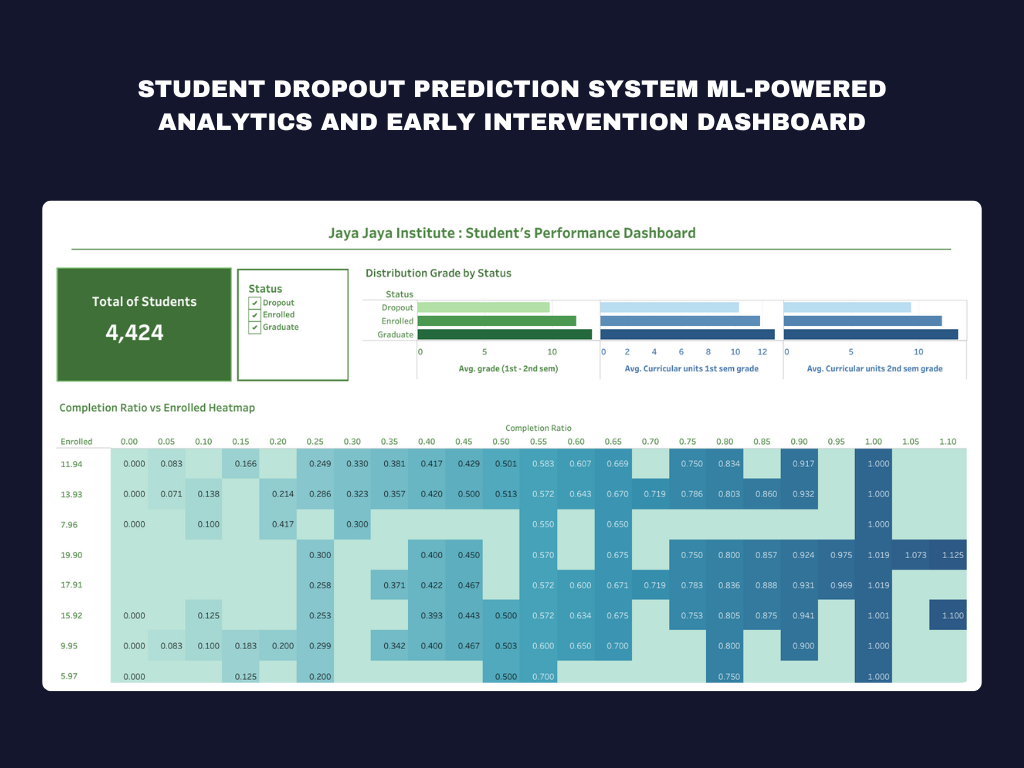 STUDENT DROPOUT PREDICTION SYSTEM ML-POWERED
ANALYTICS AND EARLY INTERVENTION DASHBOARD
Jaya Jaya Institute : Student's Performance Dashboard
Total of Students
4,424
Status
✔ Dropout
✔ Enrolled
✔ Graduate
Distribution Grade by Status
Status
Dropout
Enrolled
Graduate
0 5 10 0 2 4 6 8 10 12 0 5 10
Avg. grade (1st - 2nd sem) Avg. Curricular units 1st sem grade Avg. Curricular units 2nd sem grade
Completion Ratio vs Enrolled Heatmap
Completion Ratio
Enrolled 0.00 0.05 0.10 0.15 0.20 0.25 0.30 0.35 0.40 0.45 0.50 0.55 0.60 0.65 0.70 0.75 0.80 0.85 0.90 0.95 1.00 1.05 1.10
11.94 0.000 0.083 0.166 0.249 0.330 0.381 0.417 0.429 0.501 0.583 0.607 0.669 0.750 0.834 0.917 1.000
13.93 0.000 0.071 0.138 0.214 0.286 0.323 0.357 0.420 0.500 0.513 0.572 0.643 0.670 0.719 0.786 0.803 0.860 0.932 1.000
7.96 0.000 0.100 0.417 0.300 0.550 0.650 1.000
19.90 0.300 0.400 0.450 0.570 0.675 0.750 0.800 0.857 0.924 0.975 1.019 1.073 1.125
17.91 0.258 0.371 0.422 0.467 0.572 0.600 0.671 0.719 0.783 0.836 0.888 0.931 0.969 1.019
15.92 0.000 0.125 0.253 0.393 0.443 0.500 0.572 0.634 0.675 0.753 0.805 0.875 0.941 1.001 1.100
9.95 0.000 0.083 0.100 0.183 0.200 0.299 0.342 0.400 0.467 0.503 0.600 0.650 0.700 0.800 0.900 1.000
5.97 0.000 0.125 0.200 0.500 0.700 0.750 1.000